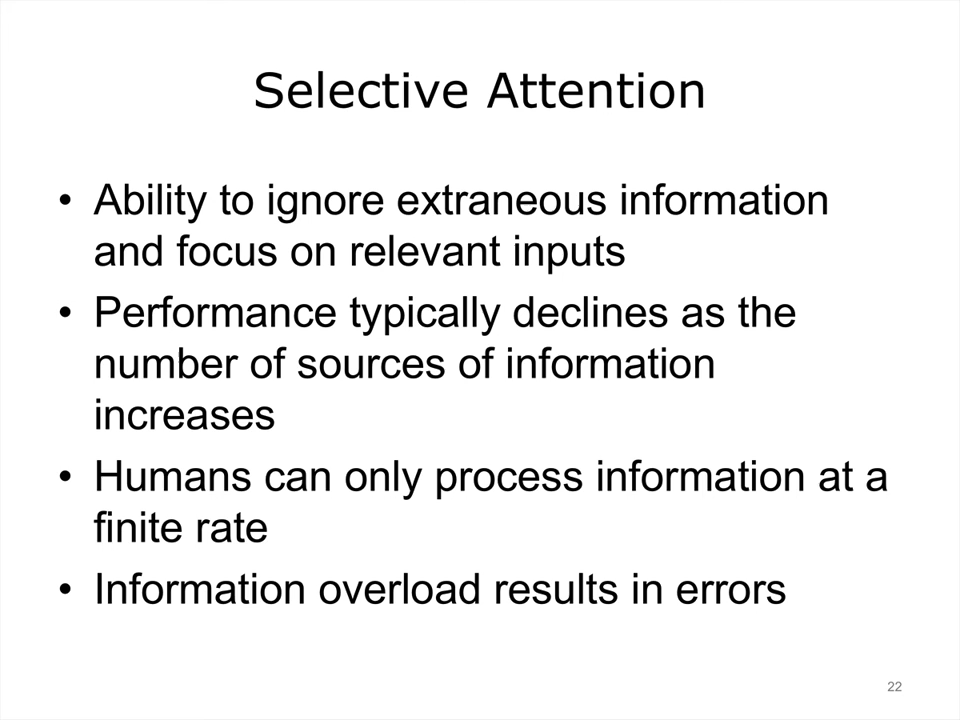 Selective Attention
• Ability to ignore extraneous information
and focus on relevant inputs
• Performance typically declines as the
number of sources of information
increases
• Humans can only process information at a
finite rate
• Information overload results in errors
22